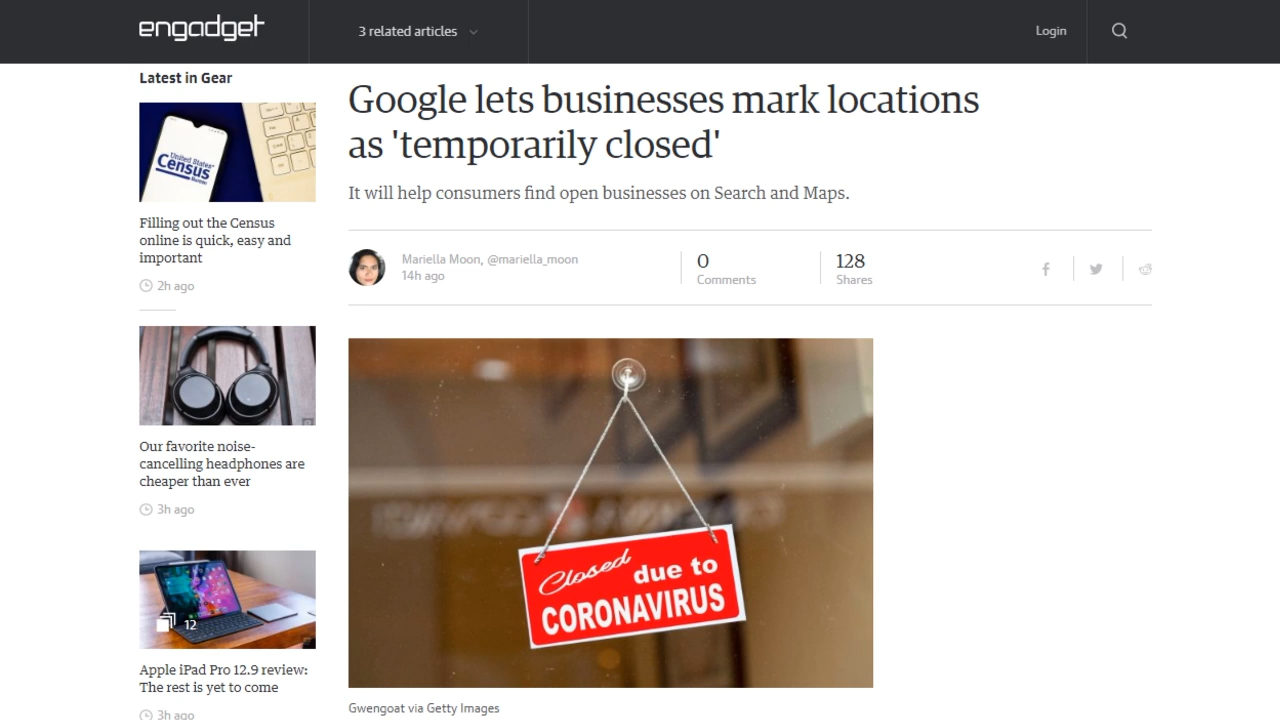 engadget
3 related articles
Login
Latest in Gear
United States®
Census
Bureau
Filling out the Census
online is quick, easy and
important
2h ago
Our favorite noise-
cancelling headphones are
cheaper than ever
3h ago
12
Apple iPad Pro 12.9 review:
The rest is yet to come
3h ago
Google lets businesses mark locations
as 'temporarily closed'
It will help consumers find open businesses on Search and Maps.
Mariella Moon, @mariella_moon
14h ago
0
Comments
128
Shares
Closed due to
CORONAVIRUS
Gwengoat via Getty Images